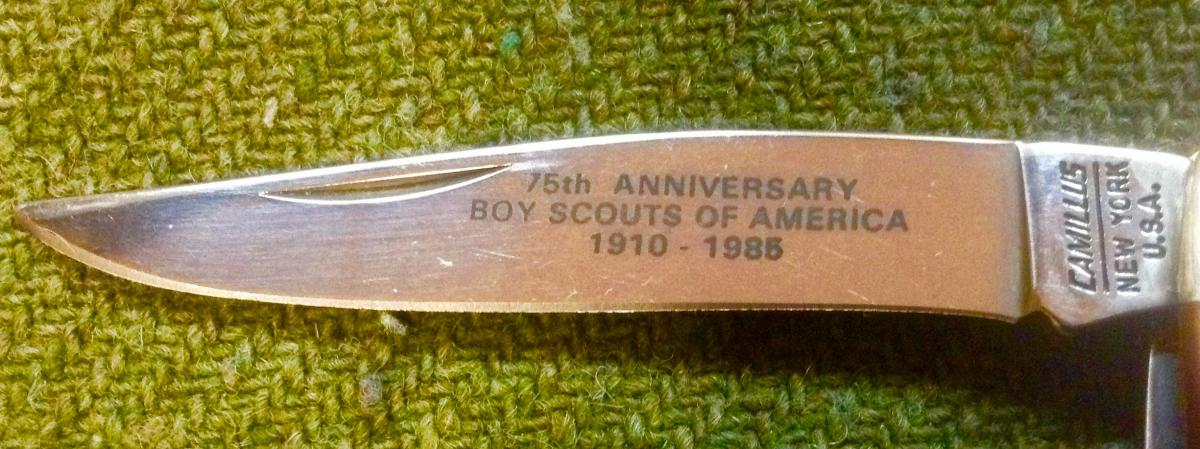 75th ANNIVERSARY
BOY SCOUTS OF AMERICA
1910 - 1985
CAMILLUS
NEW YORK
U.S.A.